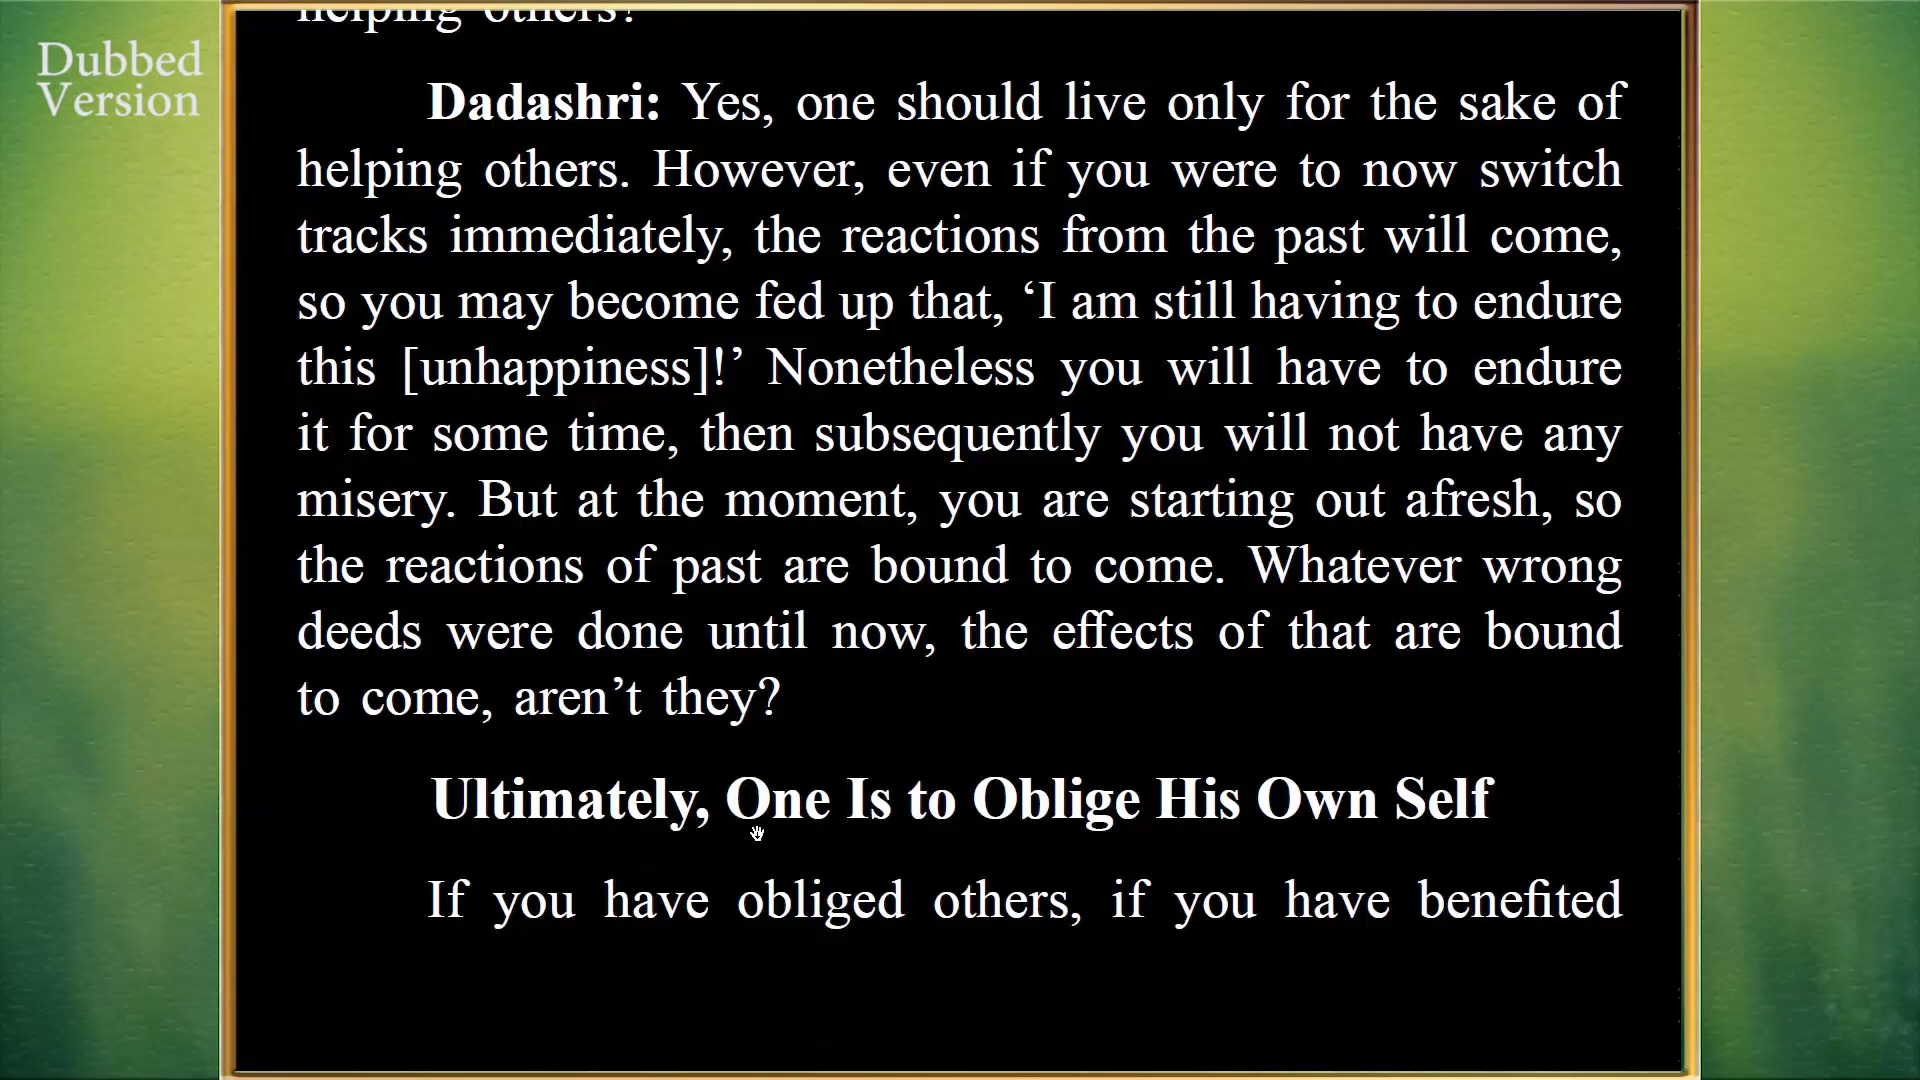 helping others?
Dubbed
Version
Dadashri: Yes, one should live only for the sake of
helping others. However, even if you were to now switch
tracks immediately, the reactions from the past will come,
so you may become fed up that, ‘I am still having to endure
this [unhappiness]!’ Nonetheless you will have to endure
it for some time, then subsequently you will not have any
misery. But at the moment, you are starting out afresh, so
the reactions of past are bound to come. Whatever wrong
deeds were done until now, the effects of that are bound
to come, aren’t they?
Ultimately, One Is to Oblige His Own Self
If you have obliged others, if you have benefited